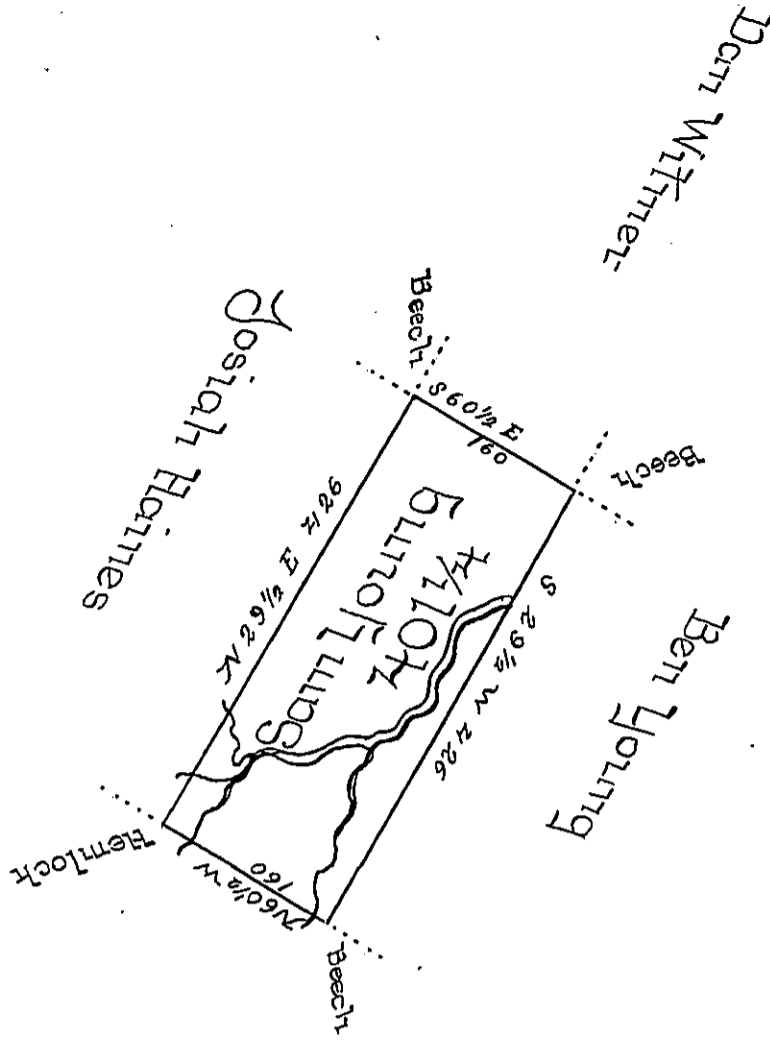 Dan Witmer
Beech
Josiah Haines
S 60½ E
160
Beech
N 29½ E 426
Sam'l Young
401¼
S 29½ W 426
Ben Young
Hemlock
N 60½ W
160
Beech